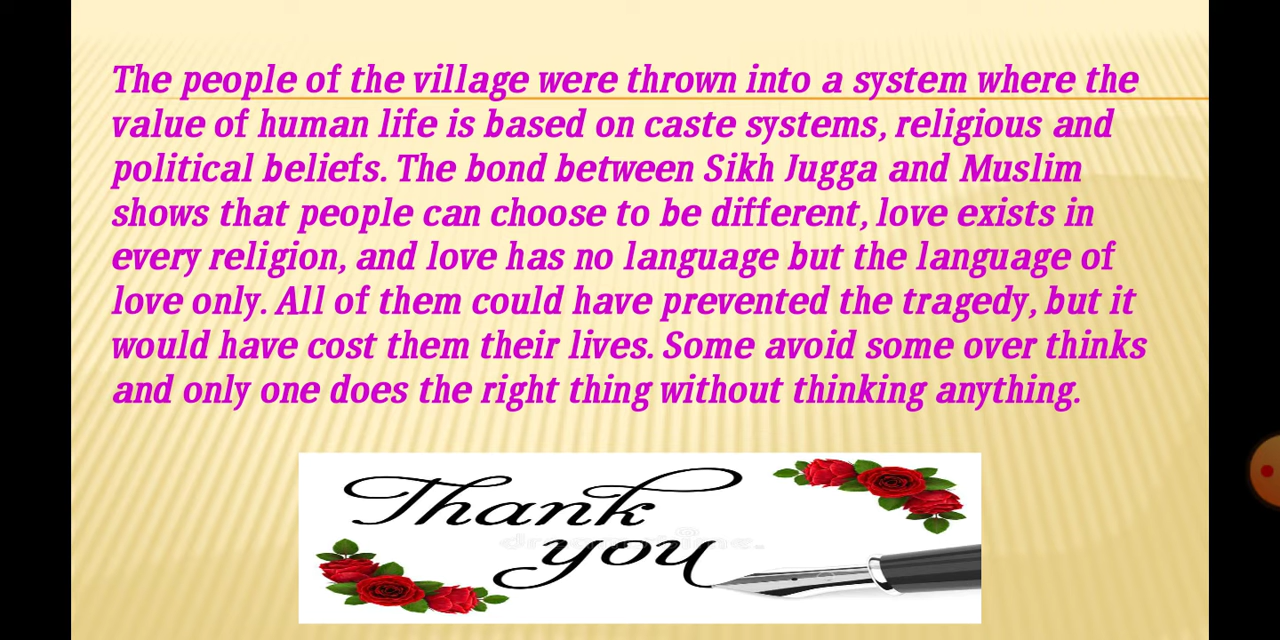 The people of the village were thrown into a system where the
value of human life is based on caste systems, religious and
political beliefs. The bond between Sikh Jugga and Muslim
shows that people can choose to be different, love exists in
every religion, and love has no language but the language of
love only. All of them could have prevented the tragedy, but it
would have cost them their lives. Some avoid some over thinks
and only one does the right thing without thinking anything.
Thank
you